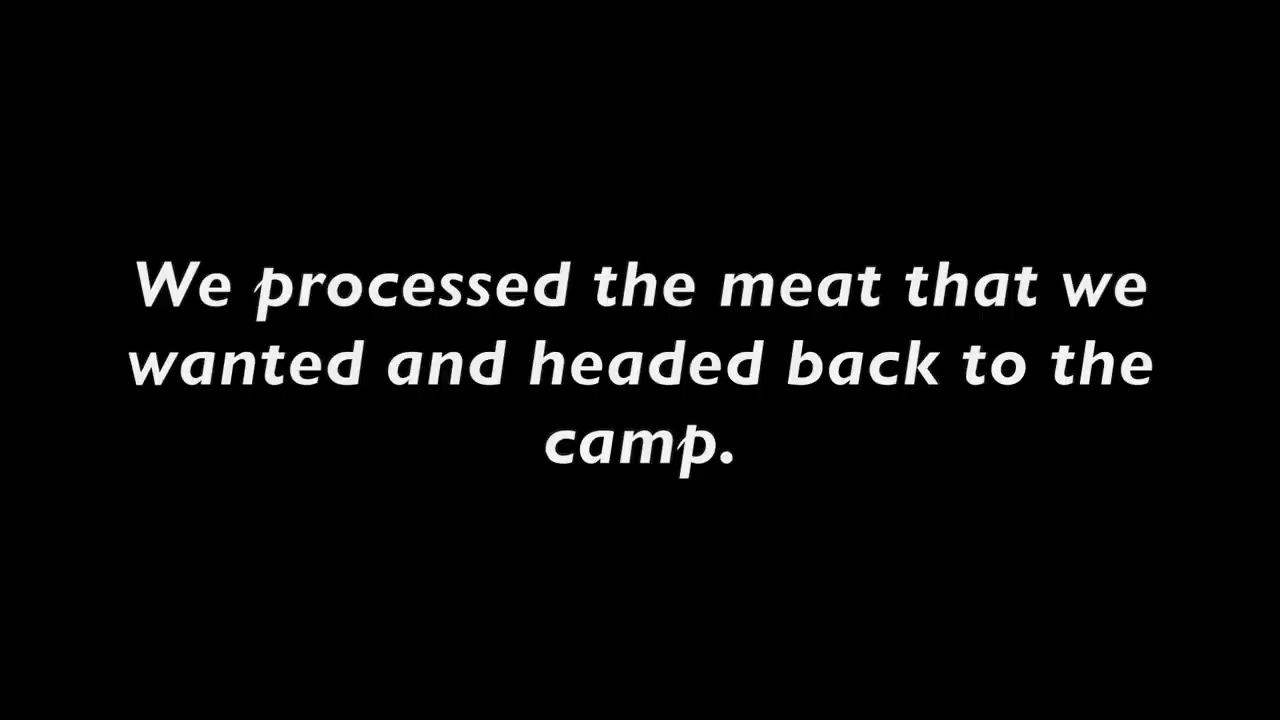 We processed the meat that we
wanted and headed back to the
camp.